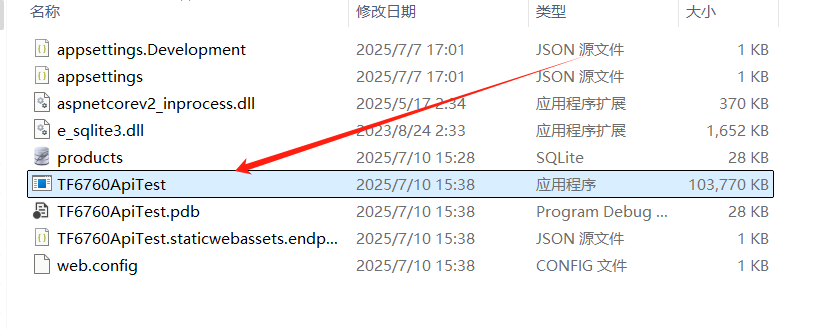 名称 修改日期 类型 大小
appsettings.Development 2025/7/7 17:01 JSON 源文件 1 KB
appsettings 2025/7/7 17:01 JSON 源文件 1 KB
aspnetcorev2_inprocess.dll 2025/5/17 2:34 应用程序扩展 370 KB
e_sqlite3.dll 2023/8/24 2:33 应用程序扩展 1,652 KB
products 2025/7/10 15:28 SQLite 28 KB
TF6760ApiTest 2025/7/10 15:38 应用程序 103,770 KB
TF6760ApiTest.pdb 2025/7/10 15:38 Program Debug ... 28 KB
TF6760ApiTest.staticwebassets.endp... 2025/7/10 15:38 JSON 源文件 1 KB
web.config 2025/7/10 15:38 CONFIG 文件 1 KB